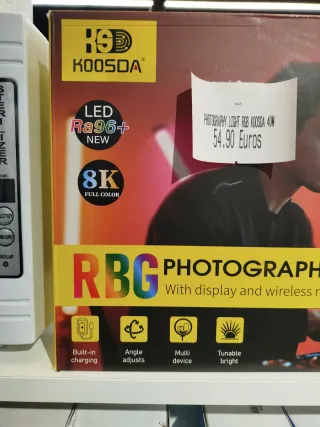 KOOSDA
LED
Ra96+
NEW
8K
FULL COLOR
PHOTOGRAPHY LIGHT RGB KOOSDA 40W
54.90 Euros
RBG PHOTOGRAPH
With display and wireless r
Built-in
charging
Angle
adjusts
Multi
device
Tunable
bright